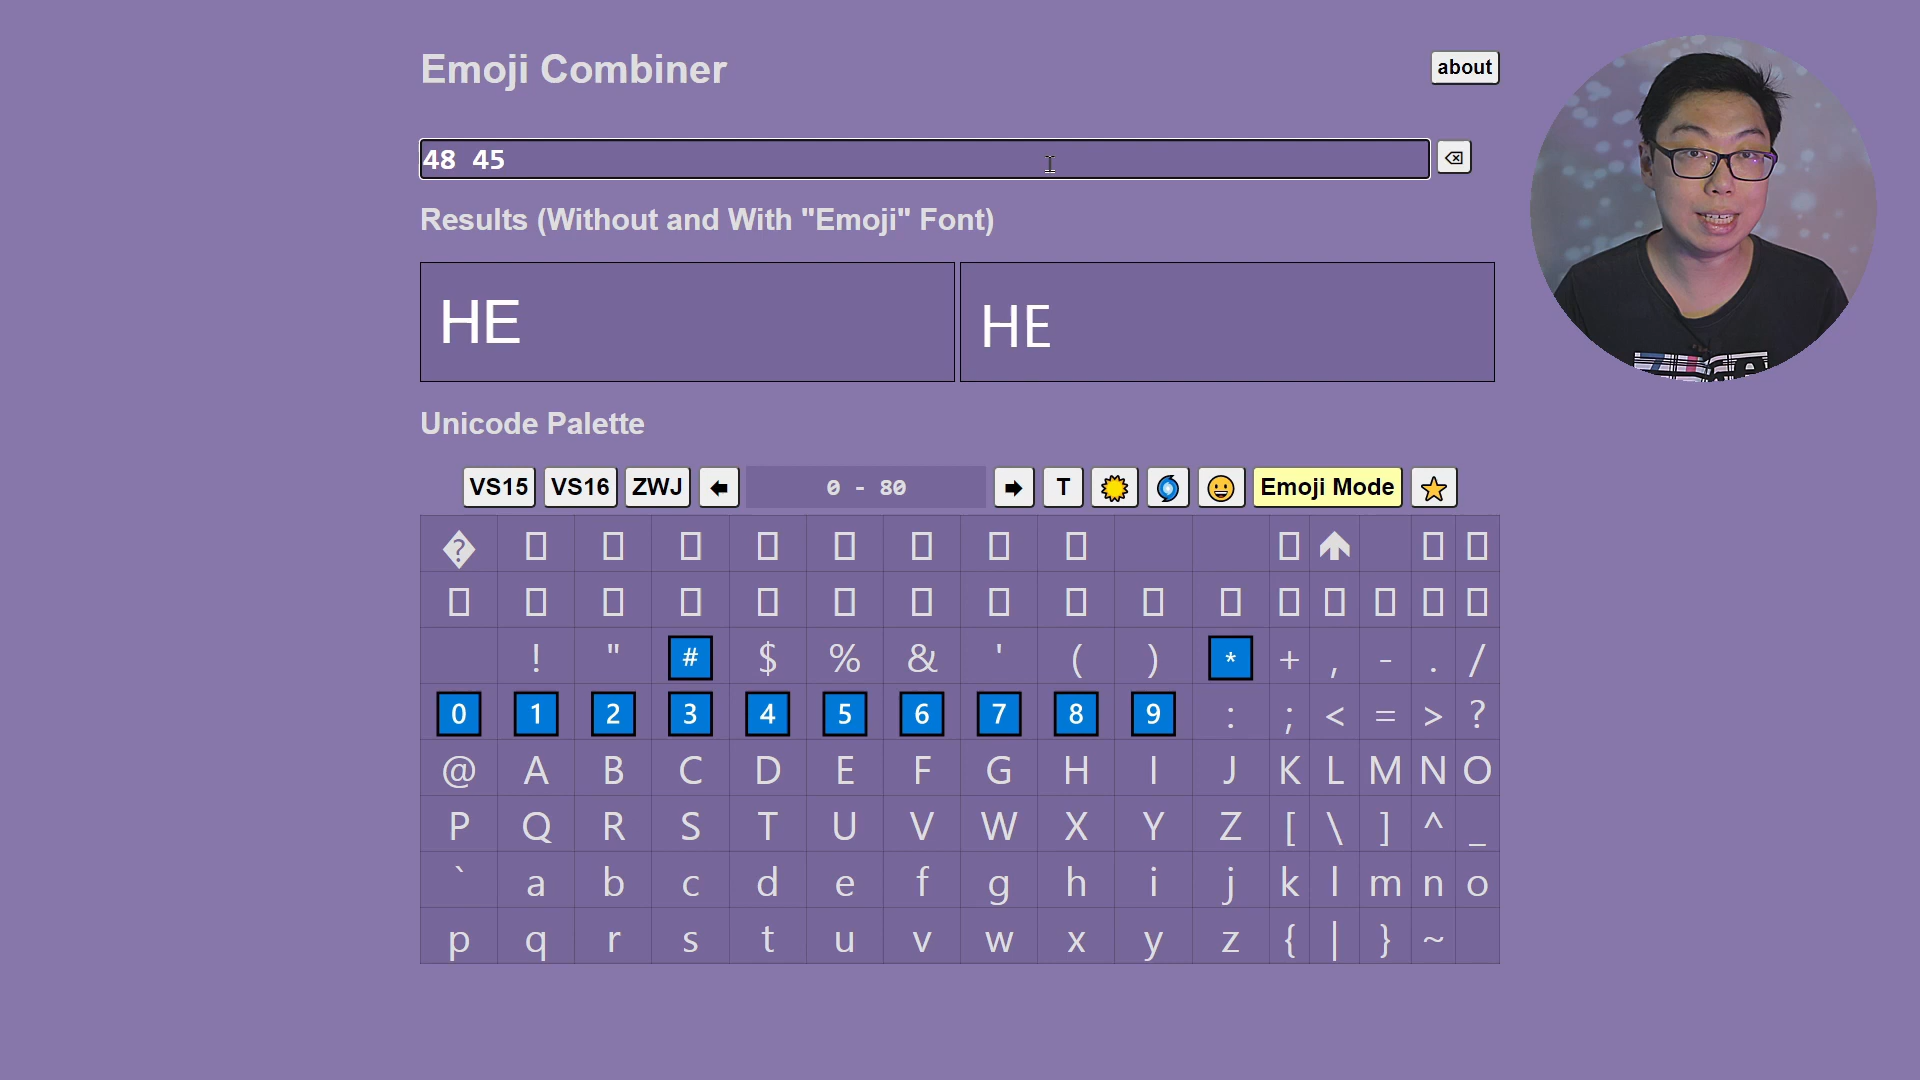 Emoji Combiner
about
48 45
Results (Without and With "Emoji" Font)
HE HE
Unicode Palette
VS15 VS16 ZWJ 0 - 80 T Emoji Mode
! " # $ % & ' ( ) * + , - . /
0 1 2 3 4 5 6 7 8 9 : ; < = > ?
@ A B C D E F G H I J K L M N O
P Q R S T U V W X Y Z [ \ ] ^ _
` a b c d e f g h i j k l m n o
p q r s t u v w x y z { | } ~